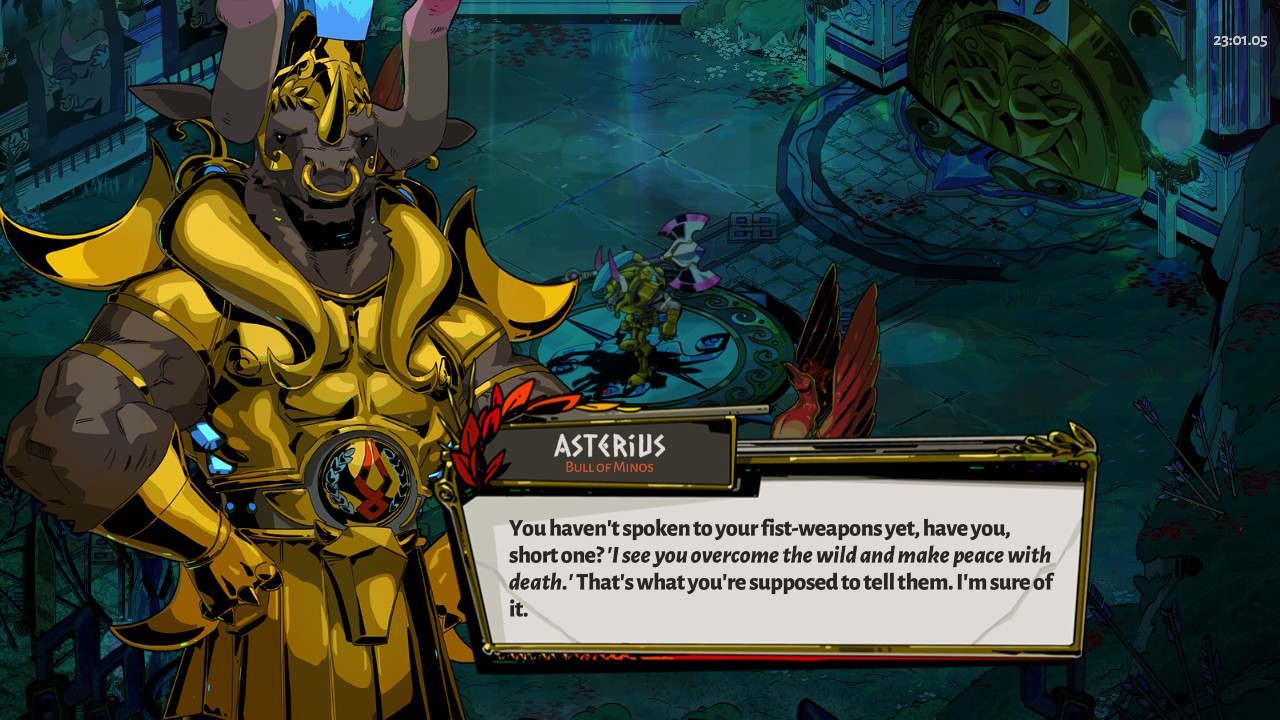 23:01.05
ASTERIUS
BULL OF MINOS
You haven't spoken to your fist-weapons yet, have you,
short one? 'I see you overcome the wild and make peace with
death.' That's what you're supposed to tell them. I'm sure of
it.